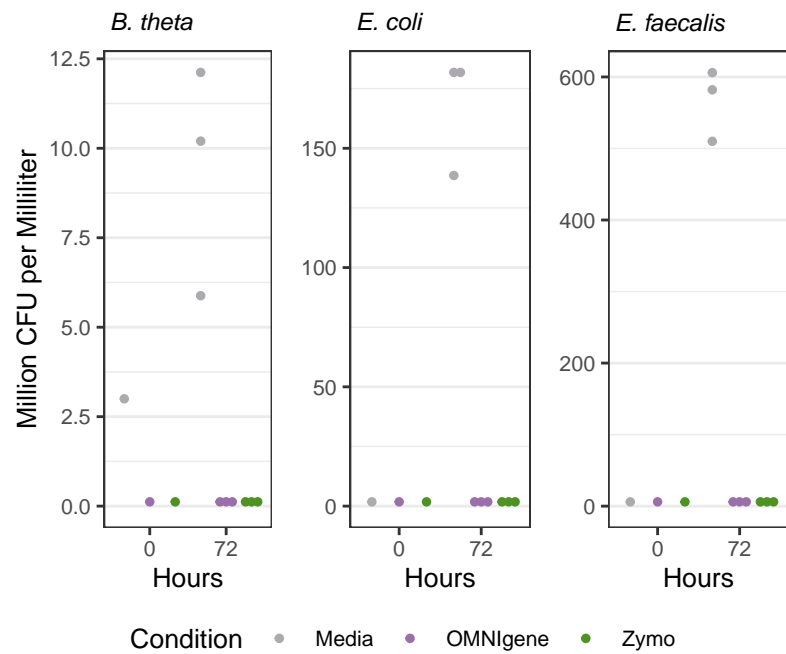 B. theta
E. coli
E. faecalis
Million CFU per Milliliter
12.5
10.0
7.5
5.0
2.5
0.0
150
100
50
0
600
400
200
0
0 72
0 72
0 72
Hours
Hours
Hours
Condition Media OMNIgene Zymo